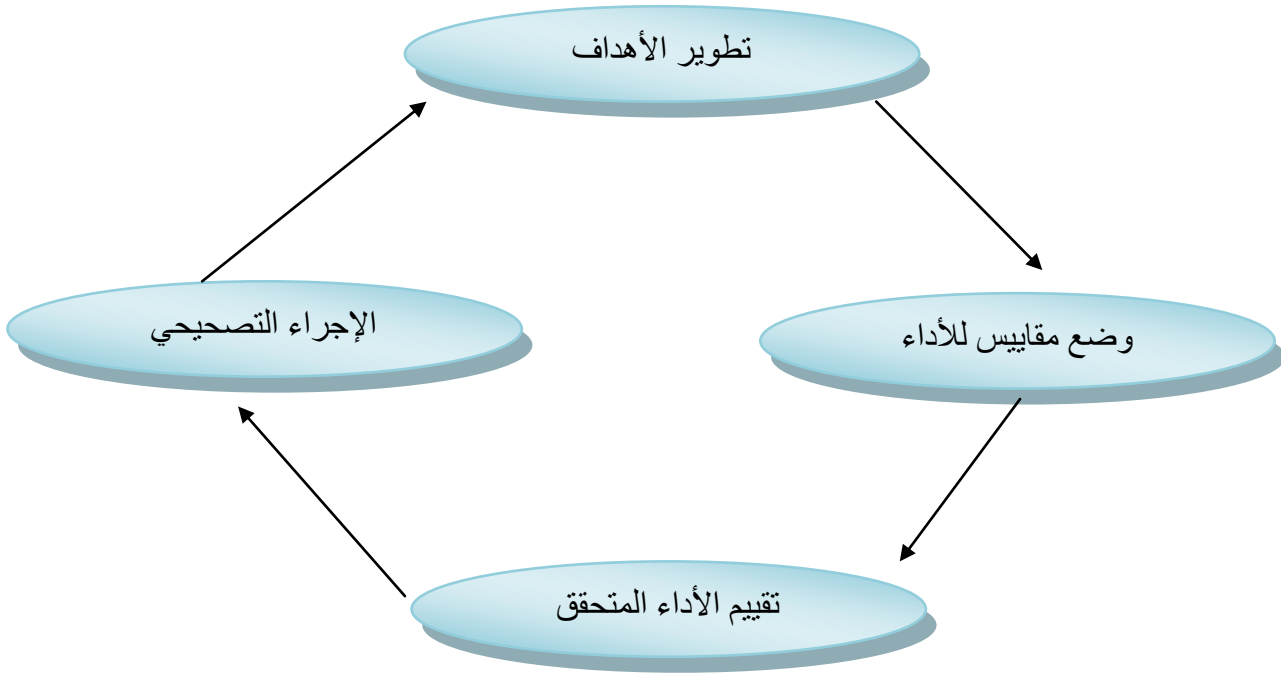 تطوير الأهداف
وضع مقاييس للأداء
تقييم الأداء المتحقق
الإجراء التصحيحي